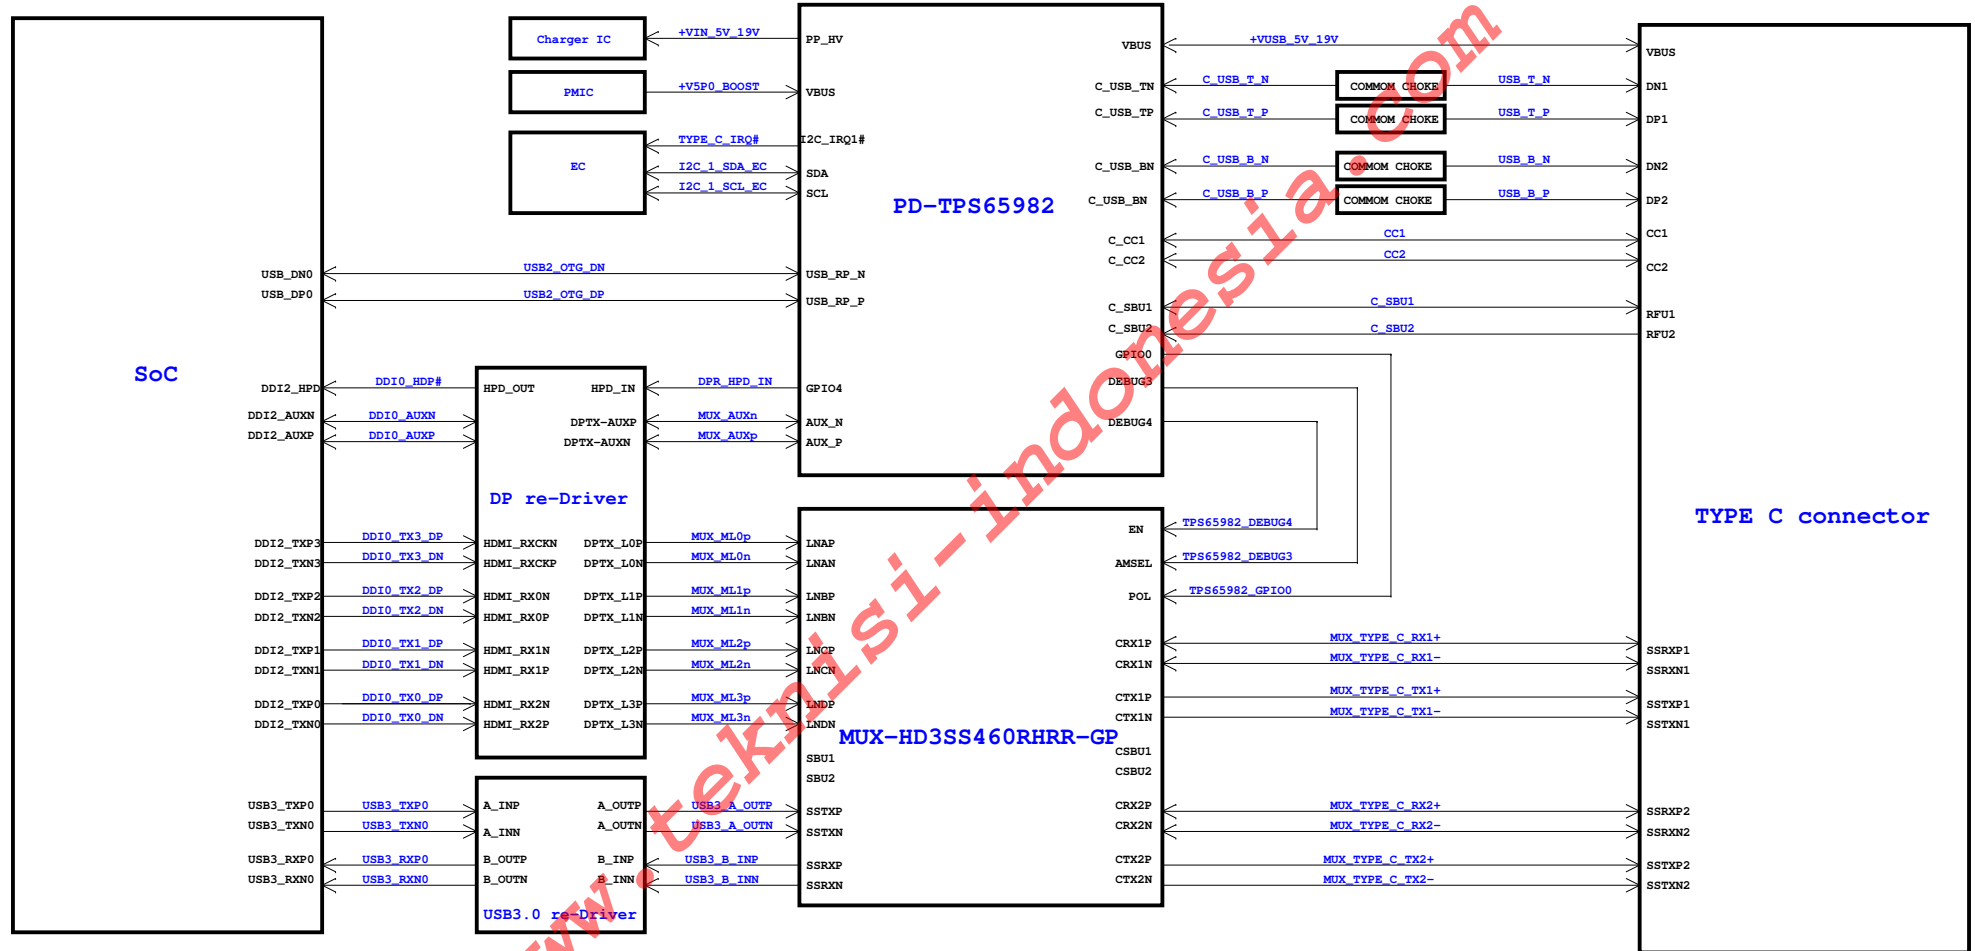 Charger IC
+VIN_5V_19V
PP_HV
VBUS
+VUSB_5V_19V
VBUS
PMIC
+V5P0_BOOST
VBUS
C_USB_TN
C_USB_T_N
COMMOM CHOKE
USB_T_N
DN1
C_USB_TP
C_USB_T_P
COMMOM CHOKE
USB_T_P
DP1
EC
TYPE_C_IRQ#
I2C_IRQ1#
I2C_1_SDA_EC
SDA
I2C_1_SCL_EC
SCL
C_USB_BN
C_USB_B_N
COMMOM CHOKE
USB_B_N
DN2
C_USB_BN
C_USB_B_P
COMMOM CHOKE
USB_B_P
DP2
PD-TPS65982
C_CC1
CC1
CC1
C_CC2
CC2
CC2
USB_DN0
USB2_OTG_DN
USB_RP_N
USB_DP0
USB2_OTG_DP
USB_RP_P
C_SBU1
C_SBU1
RFU1
C_SBU2
C_SBU2
RFU2
GPIO0
DEBUG3
DEBUG4
SoC
DDI2_HPD
DDI0_HDP#
HPD_OUT
HPD_IN
DPR_HPD_IN
GPIO4
DDI2_AUXN
DDI0_AUXN
DPTX-AUXP
MUX_AUXn
AUX_N
DDI2_AUXP
DDI0_AUXP
DPTX-AUXN
MUX_AUXp
AUX_P
DP re-Driver
TYPE C connector
EN
TPS65982_DEBUG4
AMSEL
TPS65982_DEBUG3
POL
TPS65982_GPIO0
DDI2_TXP3
DDI0_TX3_DP
HDMI_RXCKN
DPTX_L0P
MUX_ML0p
LNAP
DDI2_TXN3
DDI0_TX3_DN
HDMI_RXCKP
DPTX_L0N
MUX_ML0n
LNAN
DDI2_TXP2
DDI0_TX2_DP
HDMI_RX0N
DPTX_L1P
MUX_ML1p
LNBP
DDI2_TXN2
DDI0_TX2_DN
HDMI_RX0P
DPTX_L1N
MUX_ML1n
LNBN
DDI2_TXP1
DDI0_TX1_DP
HDMI_RX1N
DPTX_L2P
MUX_ML2p
LNCP
CRX1P
MUX_TYPE_C_RX1+
SSRXP1
DDI2_TXN1
DDI0_TX1_DN
HDMI_RX1P
DPTX_L2N
MUX_ML2n
LNCN
CRX1N
MUX_TYPE_C_RX1-
SSRXN1
DDI2_TXP0
DDI0_TX0_DP
HDMI_RX2N
DPTX_L3P
MUX_ML3p
LNDP
CTX1P
MUX_TYPE_C_TX1+
SSTXP1
DDI2_TXN0
DDI0_TX0_DN
HDMI_RX2P
DPTX_L3N
MUX_ML3n
LNDN
CTX1N
MUX_TYPE_C_TX1-
SSTXN1
MUX-HD3SS460RHRR-GP
SBU1
CSBU1
SBU2
CSBU2
USB3_TXP0
USB3_TXP0
A_INP
A_OUTP
USB3_A_OUTP
SSTXP
CRX2P
MUX_TYPE_C_RX2+
SSRXP2
USB3_TXN0
USB3_TXN0
A_INN
A_OUTN
USB3_A_OUTN
SSTXN
CRX2N
MUX_TYPE_C_RX2-
SSRXN2
USB3_RXP0
USB3_RXP0
B_OUTP
B_INP
USB3_B_INP
SSRXP
CTX2P
MUX_TYPE_C_TX2+
SSTXP2
USB3_RXN0
USB3_RXN0
B_OUTN
B_INN
USB3_B_INN
SSRXN
CTX2N
MUX_TYPE_C_TX2-
SSTXN2
USB3.0 re-Driver
www.teknisi-indonesia.com